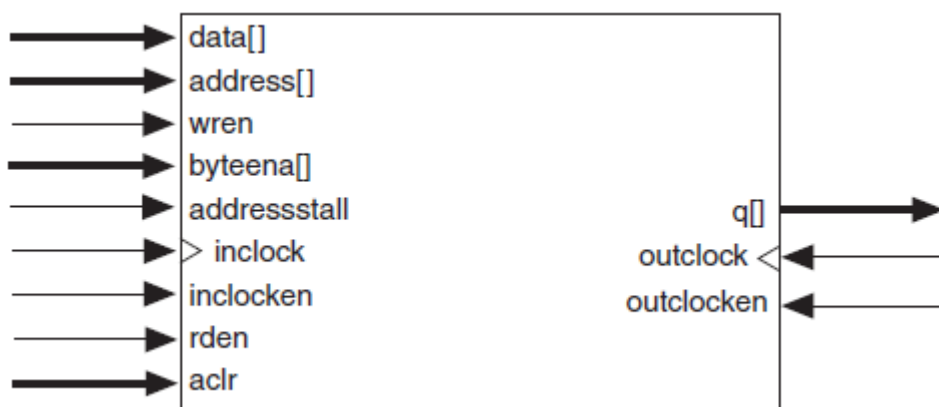 data[]
address[]
wren
byteena[]
addressstall
inclock
inclocken
rden
aclr
q[]
outclock
outclocken